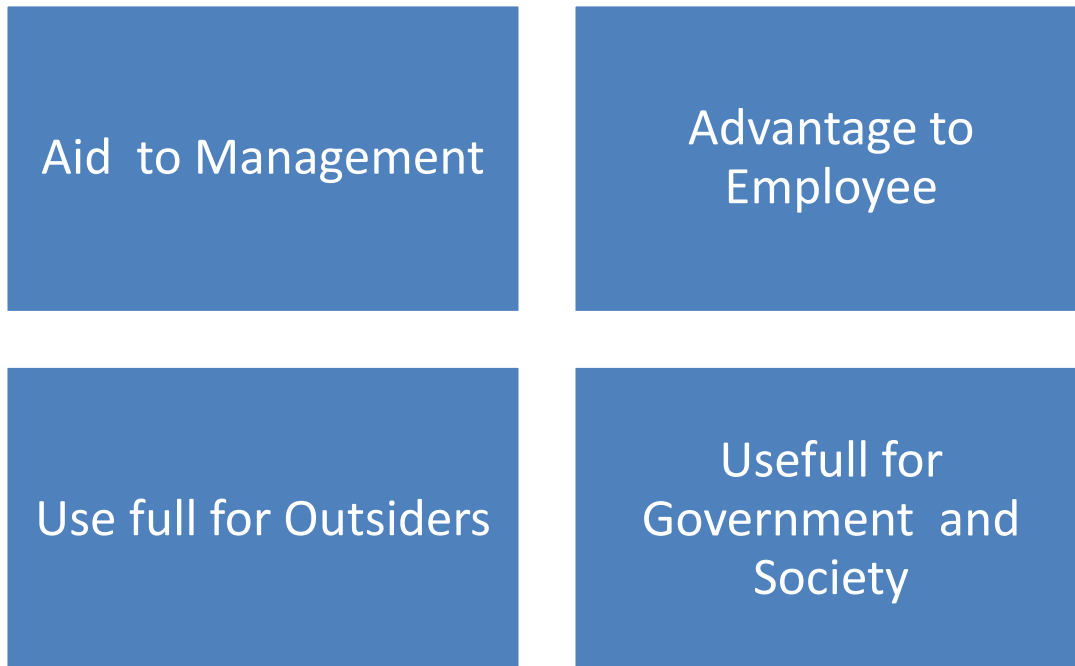 Aid  to Management
Advantage to
Employee
Use full for Outsiders
Usefull for
Government  and
Society